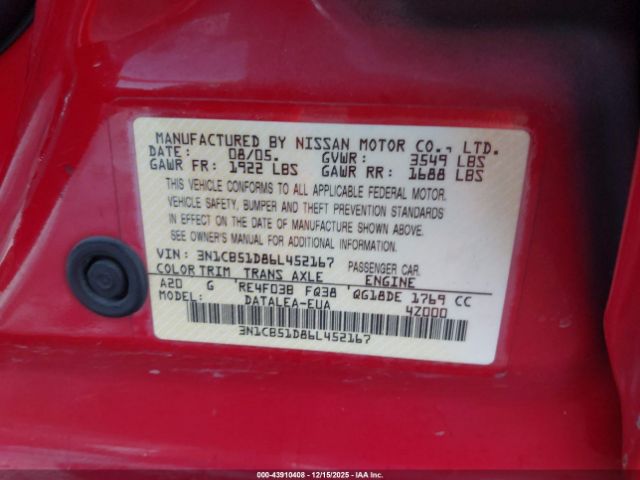 MANUFACTURED BY NISSAN MOTOR CO., LTD.
DATE: 08/05. GVWR: 3549 LBS
GAWR FR: 1922 LBS GAWR RR: 1688 LBS
THIS VEHICLE CONFORMS TO ALL APPLICABLE FEDERAL MOTOR
VEHICLE SAFETY, BUMPER AND THEFT PREVENTION STANDARDS
IN EFFECT ON THE DATE OF MANUFACTURE SHOWN ABOVE.
SEE OWNER'S MANUAL FOR ADDITIONAL INFORMATION.
VIN: 3N1CB51D86L452167 PASSENGER CAR.
COLOR TRIM TRANS AXLE ENGINE
A20 G 'RE4F03B FQ38 'QG18DE 1769 CC
MODEL: DATALEA-EUA 4Z000
3N1CB51D86L452167
000-43910408 - 12/15/2025 - IAAI.COM